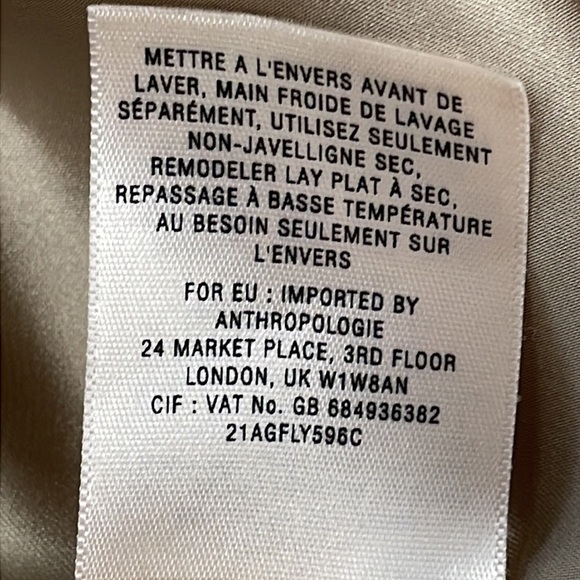 METTRE A L'ENVERS AVANT DE
LAVER, MAIN FROIDE DE LAVAGE
SÉPARÉMENT, UTILISEZ SEULEMENT
NON-JAVELLIGNE SEC,
REMODELER LAY PLAT À SEC,
REPASSAGE À BASSE TEMPÉRATURE
AU BESOIN SEULEMENT SUR
L'ENVERS
FOR EU : IMPORTED BY
ANTHROPOLOGIE
24 MARKET PLACE, 3RD FLOOR
LONDON, UK W1W8AN
CIF : VAT No. GB 684936382
21AGFLY596C